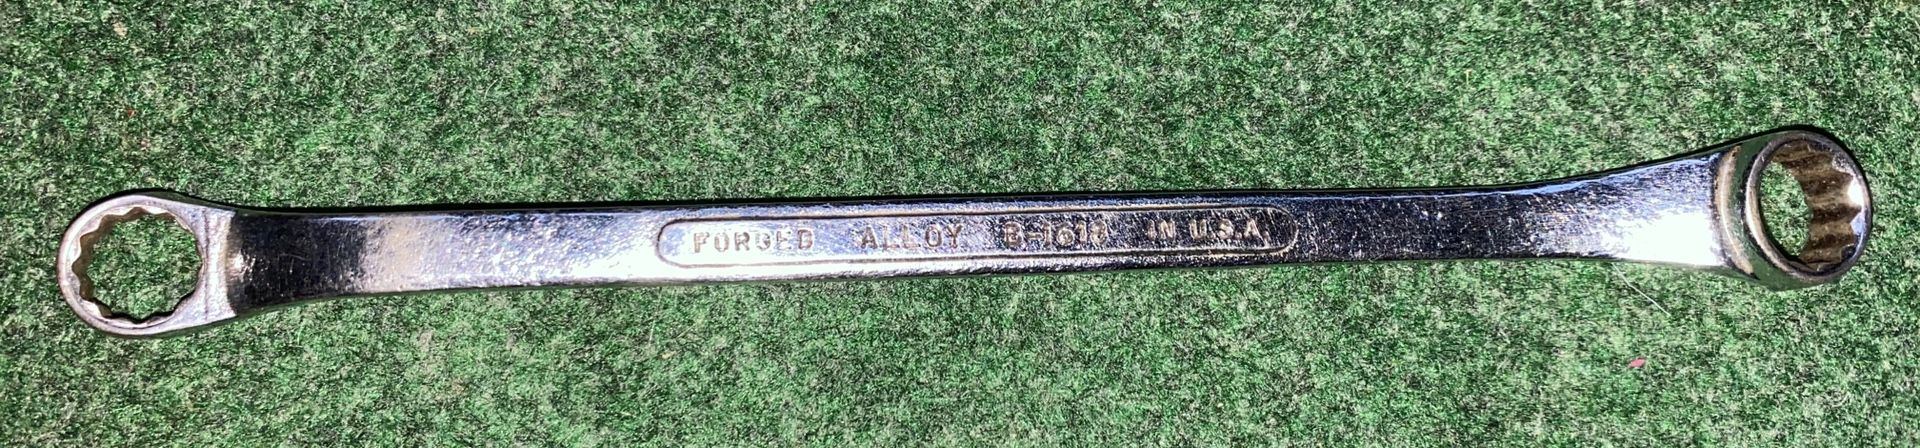 FORGED ALLOY B-1618 IN U.S.A.